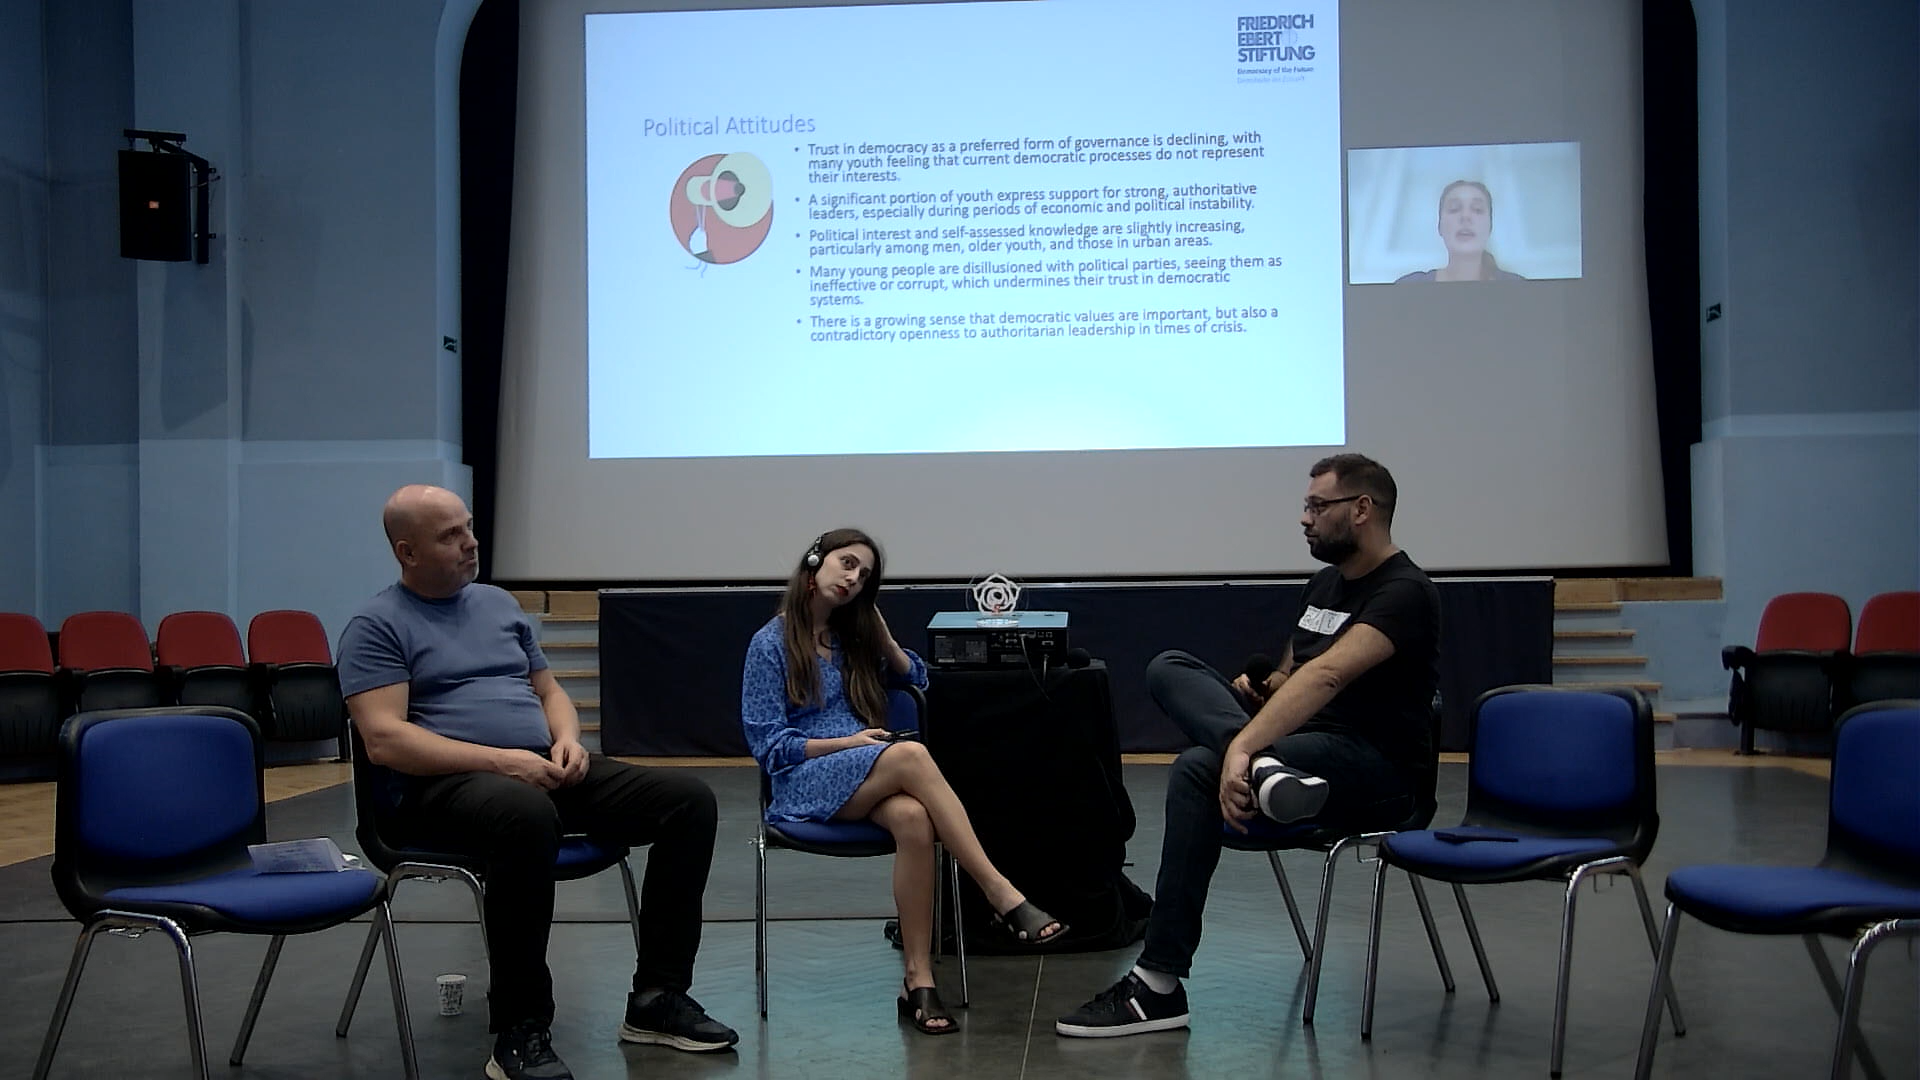 FRIEDRICH
EBERT
STIFTUNG
Democracy of the Future
Political Attitudes
• Trust in democracy as a preferred form of governance is declining, with
many youth feeling that current democratic processes do not represent
their interests.
• A significant portion of youth express support for strong, authoritative
leaders, especially during periods of economic and political instability.
• Political interest and self-assessed knowledge are slightly increasing,
particularly among men, older youth, and those in urban areas.
• Many young people are disillusioned with political parties, seeing them as
ineffective or corrupt, which undermines their trust in democratic
systems.
• There is a growing sense that democratic values are important, but also a
contradictory openness to authoritarian leadership in times of crisis.